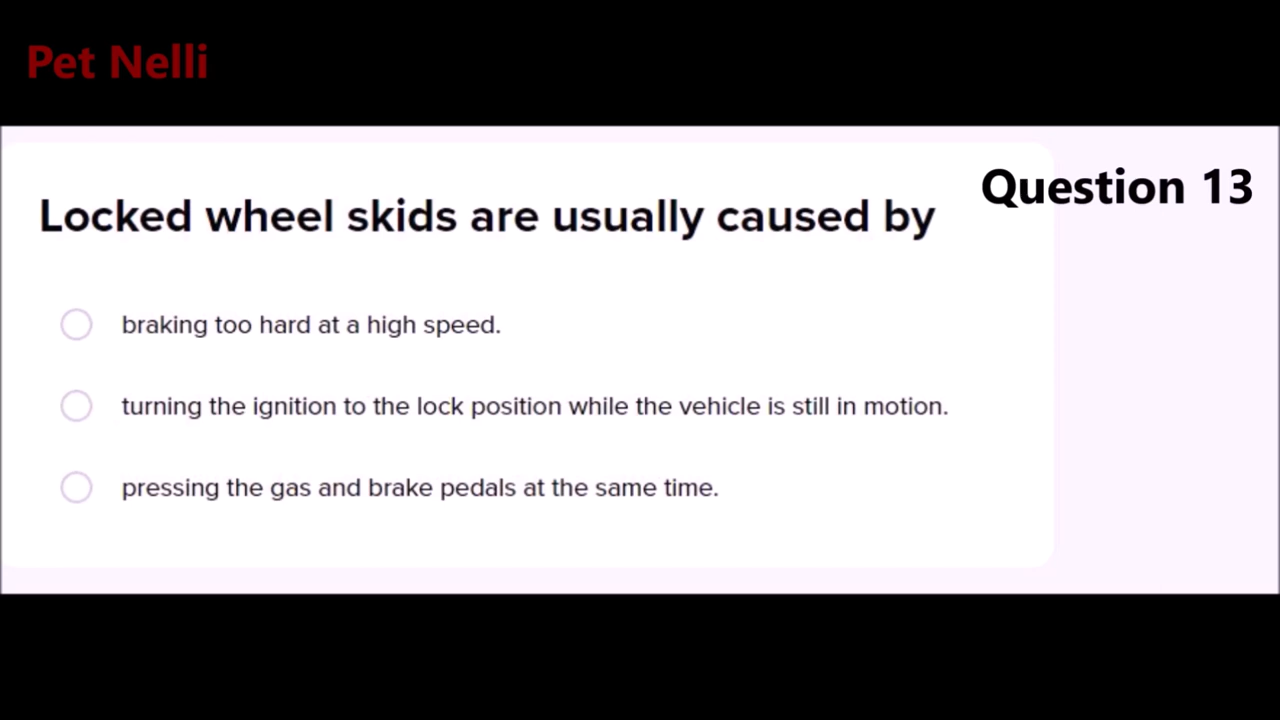 Pet Nelli
Question 13
Locked wheel skids are usually caused by
braking too hard at a high speed.
turning the ignition to the lock position while the vehicle is still in motion.
pressing the gas and brake pedals at the same time.